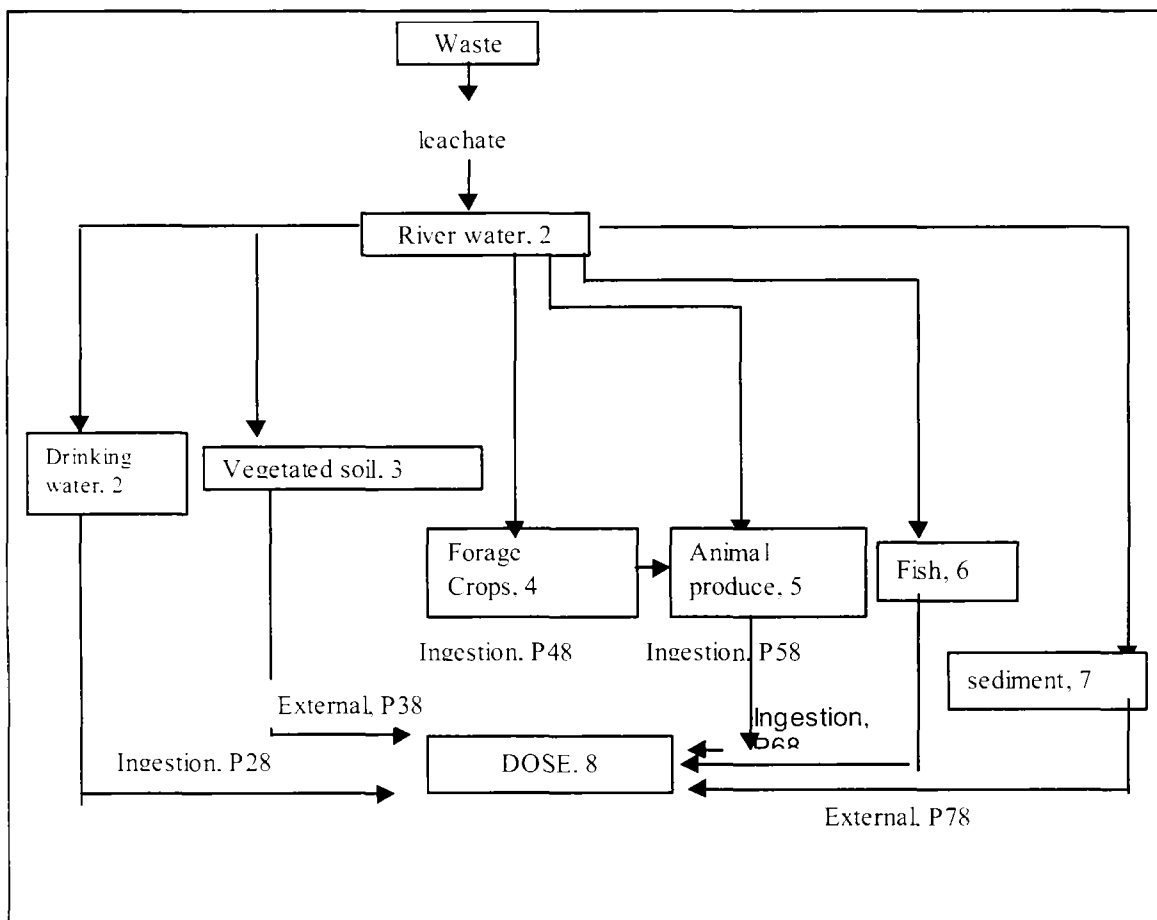 Waste
leachate
River water, 2
Drinking
water, 2
Vegetated soil, 3
Forage
Crops, 4
Animal
produce, 5
Fish, 6
Ingestion, P48
Ingestion, P58
sediment, 7
External, P38
Ingestion,
P68
Ingestion, P28
DOSE, 8
External, P78